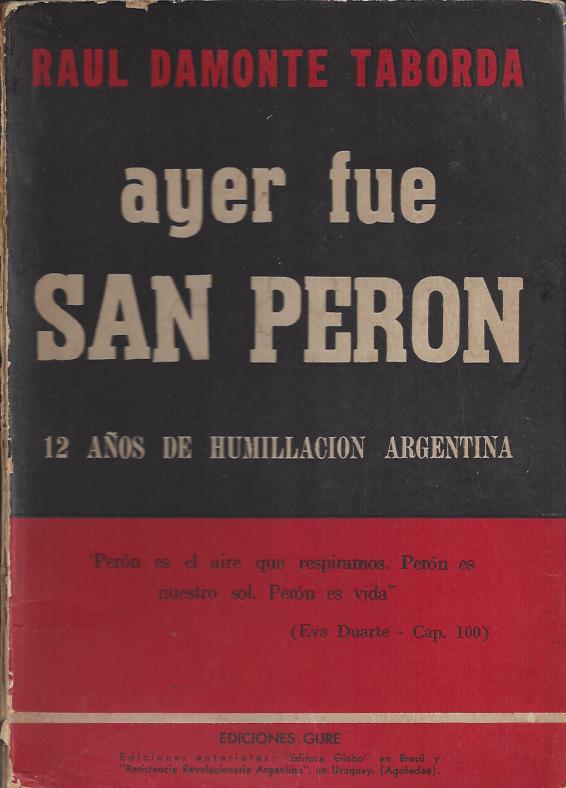 RAUL DAMONTE TABORDA
ayer fue
SAN PERON
12 AÑOS DE HUMILLACION ARGENTINA
'Perón es el aire que respiramos. Perón es
nuestro sol. Perón es vida"
(Eva Duarte - Cap. 100)
EDICIONES GURE
Ediciones anteriores: "Editora Globo" en Brasil y
"Resistencia Revolucionaria Argentina", en Uruguay. (Agotadas).